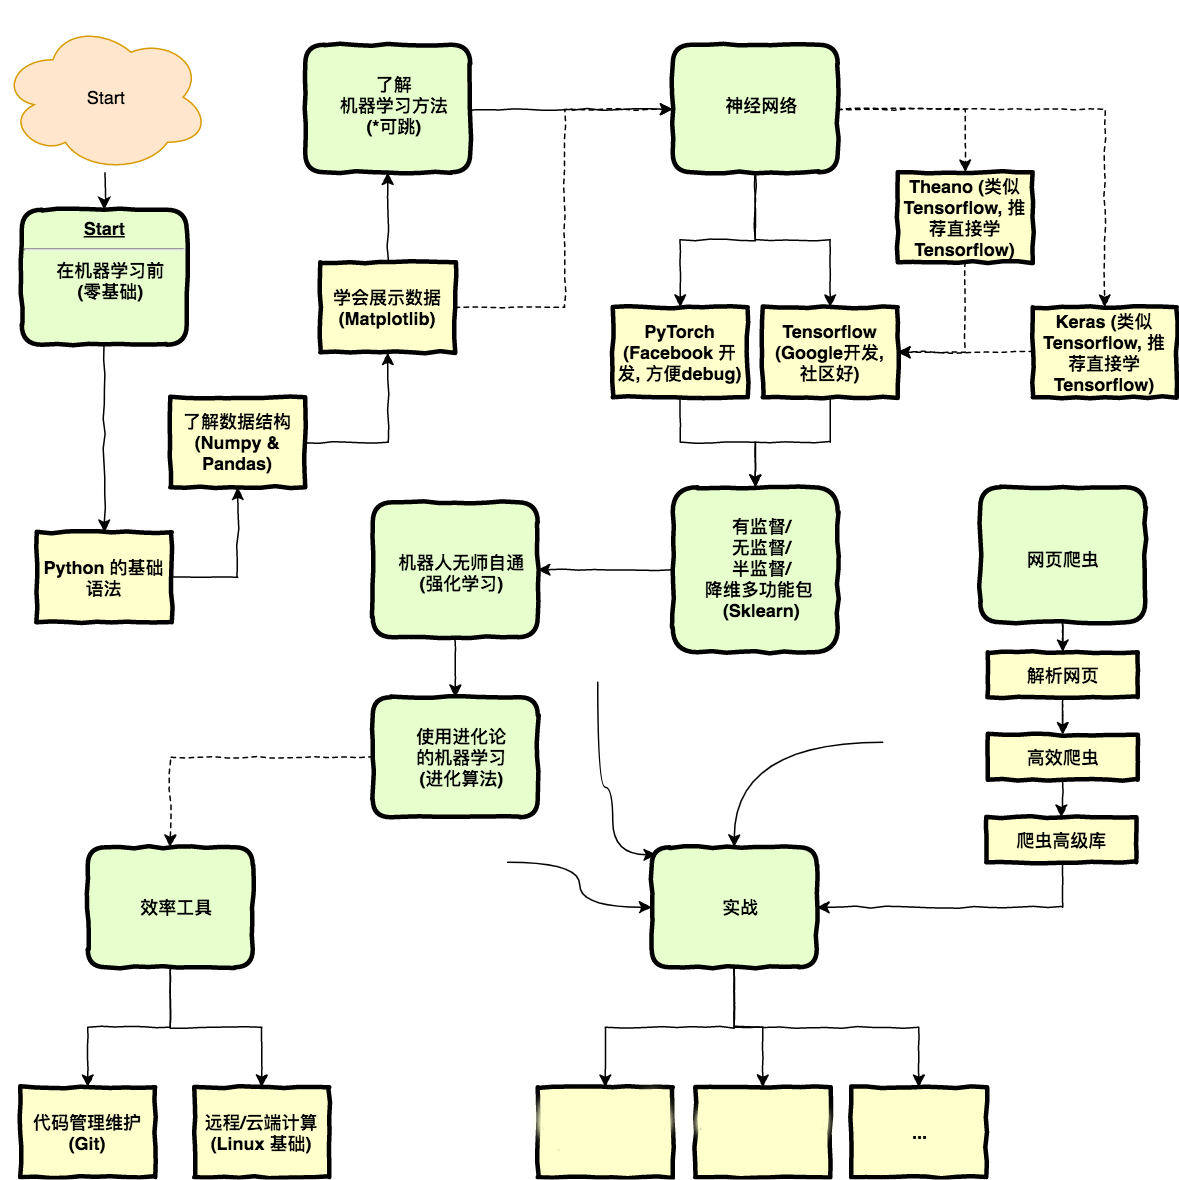 Start
Start
在机器学习前
(零基础)
Python 的基础
语法
了解数据结构
(Numpy &
Pandas)
学会展示数据
(Matplotlib)
了解
机器学习方法
(*可跳)
神经网络
Theano (类似
Tensorflow, 推
荐直接学
Tensorflow)
Keras (类似
Tensorflow, 推
荐直接学
Tensorflow)
PyTorch
(Facebook 开
发, 方便debug)
Tensorflow
(Google开发,
社区好)
有监督/
无监督/
半监督/
降维多功能包
(Sklearn)
机器人无师自通
(强化学习)
使用进化论
的机器学习
(进化算法)
网页爬虫
解析网页
高效爬虫
爬虫高级库
效率工具
代码管理维护
(Git)
远程/云端计算
(Linux 基础)
实战
...